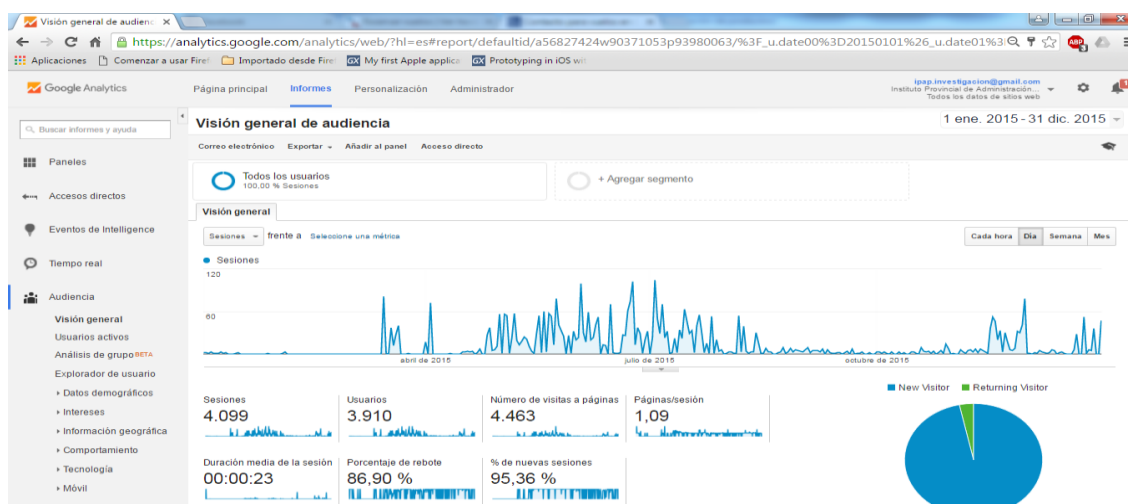 Visión general de audienc
https://analytics.google.com/analytics/web/?hl=es#report/defaultid/a56827424w90371053p93980063/%3F_u.date00%3D20150101%26_u.date01%3
Aplicaciones Comenzar a usar Firef Importado desde Firef GX My first Apple applica GX Prototyping in iOS wit
Google Analytics Página principal Informes Personalización Administrador
ipap.investigacion@gmail.com
Instituto Provincial de Administración...
Todos los datos de sitios web
1
Buscar informes y ayuda
Paneles
Accesos directos
Eventos de Intelligence
Tiempo real
Audiencia
Visión general
Usuarios activos
Análisis de grupo BETA
Explorador de usuario
Datos demográficos
Intereses
Información geográfica
Comportamiento
Tecnología
Móvil
Visión general de audiencia
1 ene. 2015 - 31 dic. 2015
Correo electrónico Exportar Añadir al panel Acceso directo
Todos los usuarios
100.00 % Sesiones
+ Agregar segmento
Visión general
Sesiones frente a Seleccione una métrica
Cada hora Día Semana Mes
Sesiones
120
60
abril de 2015 julio de 2015 octubre de 2015
New Visitor Returning Visitor
Sesiones
4.099
Usuarios
3.910
Número de visitas a páginas
4.463
Páginas/sesión
1,09
Duración media de la sesión
00:00:23
Porcentaje de rebote
86,90 %
% de nuevas sesiones
95,36 %